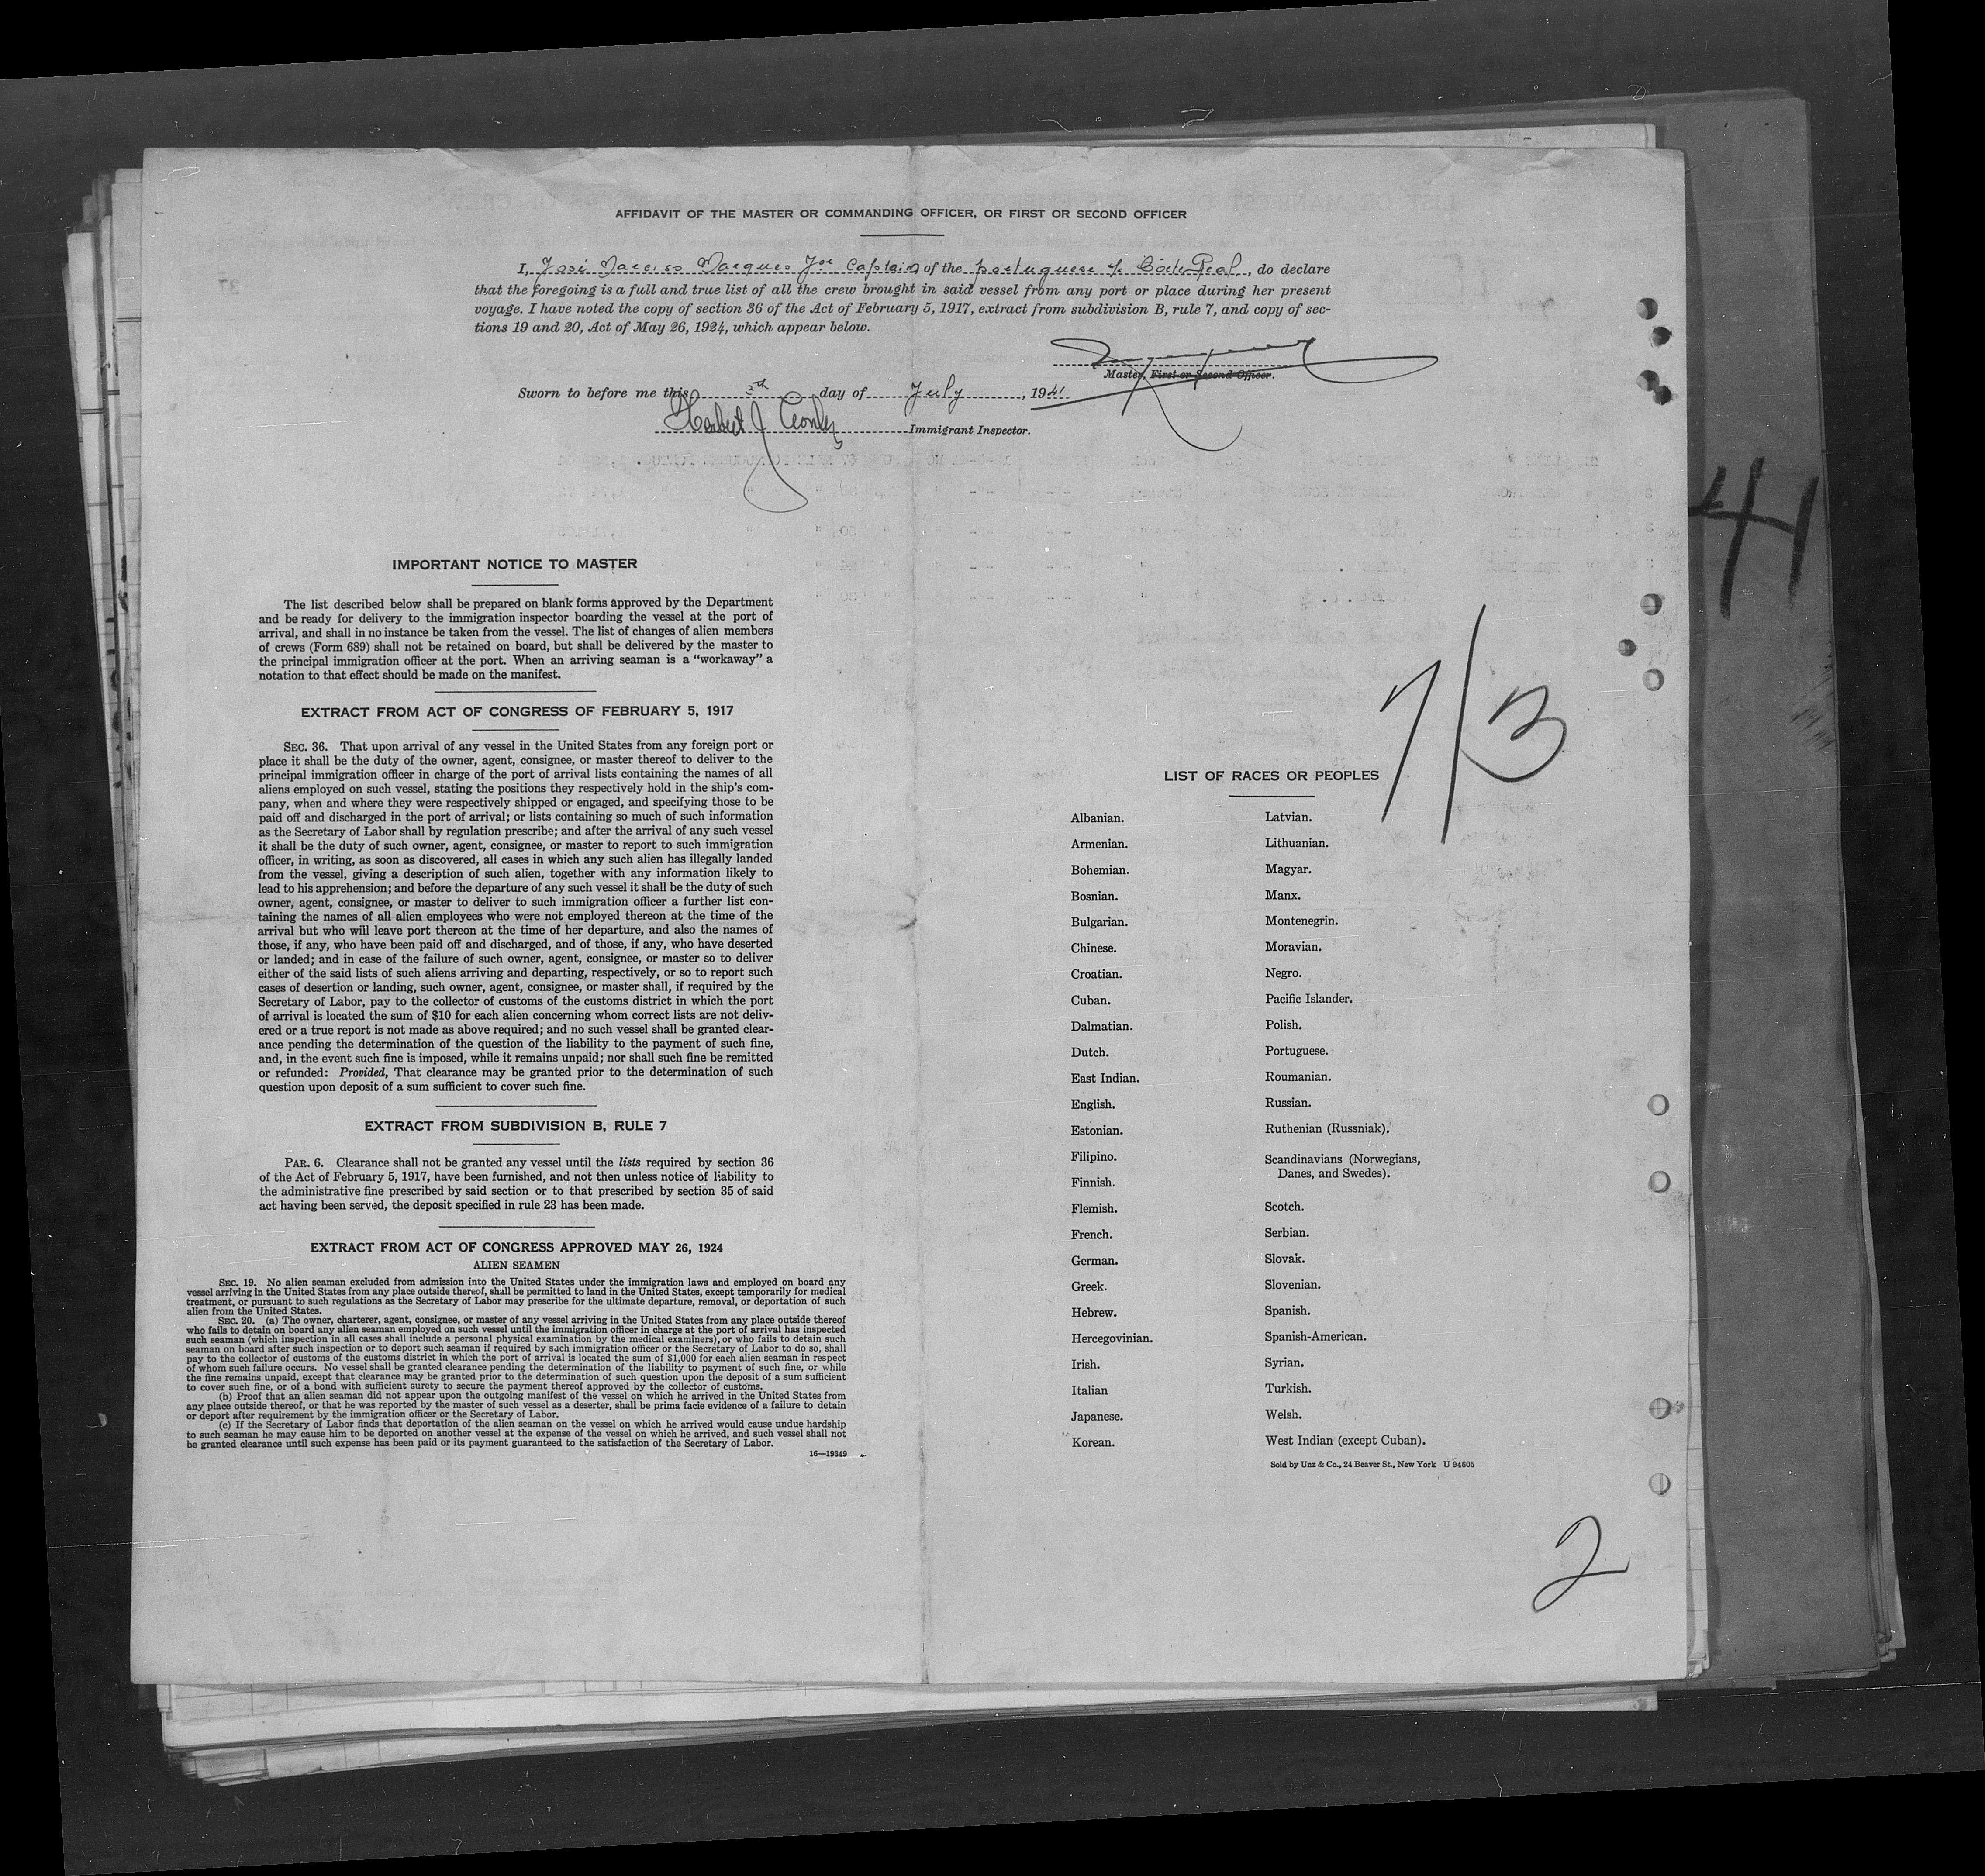 AFFIDAVIT OF THE MASTER OR COMMANDING OFFICER, OR FIRST OR SECOND OFFICER
I, José Marques Jor Captain of the portuguese Corte Real, do declare
that the foregoing is a full and true list of all the crew brought in said vessel from any port or place during her present
voyage. I have noted the copy of section 36 of the Act of February 5, 1917, extract from subdivision B, rule 7, and copy of sec-
tions 19 and 20, Act of May 26, 1924, which appear below.
Master, First or Second Officer.
Sworn to before me this 3th day of July, 1941
Herbert J Immigrant Inspector.
41
IMPORTANT NOTICE TO MASTER
The list described below shall be prepared on blank forms approved by the Department
and be ready for delivery to the immigration inspector boarding the vessel at the port of
arrival, and shall in no instance be taken from the vessel. The list of changes of alien members
of crews (Form 689) shall not be retained on board, but shall be delivered by the master to
the principal immigration officer at the port. When an arriving seaman is a "workaway" a
notation to that effect should be made on the manifest.
EXTRACT FROM ACT OF CONGRESS OF FEBRUARY 5, 1917
SEC. 36. That upon arrival of any vessel in the United States from any foreign port or
place it shall be the duty of the owner, agent, consignee, or master thereof to deliver to the
principal immigration officer in charge of the port of arrival lists containing the names of all
aliens employed on such vessel, stating the positions they respectively hold in the ship's com-
pany, when and where they were respectively shipped or engaged, and specifying those to be
paid off and discharged in the port of arrival; or lists containing so much of such information
as the Secretary of Labor shall by regulation prescribe; and after the arrival of any such vessel
it shall be the duty of such owner, agent, consignee, or master to report to such immigration
officer, in writing, as soon as discovered, all cases in which any such alien has illegally landed
from the vessel, giving a description of such alien, together with any information likely to
lead to his apprehension; and before the departure of any such vessel it shall be the duty of such
owner, agent, consignee, or master to deliver to such immigration officer a further list con-
taining the names of all alien employees who were not employed thereon at the time of the
arrival but who will leave port thereon at the time of her departure, and also the names of
those, if any, who have been paid off and discharged, and of those, if any, who have deserted
or landed; and in case of the failure of such owner, agent, consignee, or master so to deliver
either of the said lists of such aliens arriving and departing, respectively, or so to report such
cases of desertion or landing, such owner, agent, consignee, or master shall, if required by the
Secretary of Labor, pay to the collector of customs of the customs district in which the port
of arrival is located the sum of $10 for each alien concerning whom correct lists are not deliv-
ered or a true report is not made as above required; and no such vessel shall be granted clear-
ance pending the determination of the question of the liability to the payment of such fine,
and, in the event such fine is imposed, while it remains unpaid; nor shall such fine be remitted
or refunded: Provided, That clearance may be granted prior to the determination of such
question upon deposit of a sum sufficient to cover such fine.
EXTRACT FROM SUBDIVISION B, RULE 7
PAR. 6. Clearance shall not be granted any vessel until the lists required by section 36
of the Act of February 5, 1917, have been furnished, and not then unless notice of liability to
the administrative fine prescribed by said section or to that prescribed by section 35 of said
act having been served, the deposit specified in rule 23 has been made.
EXTRACT FROM ACT OF CONGRESS APPROVED MAY 26, 1924
ALIEN SEAMEN
SEC. 19. No alien seaman excluded from admission into the United States under the immigration laws and employed on board any
vessel arriving in the United States from any place outside thereof, shall be permitted to land in the United States, except temporarily for medical
treatment, or pursuant to such regulations as the Secretary of Labor may prescribe for the ultimate departure, removal, or deportation of such
alien from the United States.
SEC. 20. (a) The owner, charterer, agent, consignee, or master of any vessel arriving in the United States from any place outside thereof
who fails to detain on board any alien seaman employed on such vessel until the immigration officer in charge at the port of arrival has inspected
such seaman (which inspection in all cases shall include a personal physical examination by the medical examiners), or who fails to detain such
seaman on board after such inspection or to deport such seaman if required by such immigration officer or the Secretary of Labor to do so, shall
pay to the collector of customs of the customs district in which the port of arrival is located the sum of $1,000 for each alien seaman in respect
of whom such failure occurs. No vessel shall be granted clearance pending the determination of the liability to payment of such fine, or while
the fine remains unpaid, except that clearance may be granted prior to the determination of such question upon the deposit of a sum sufficient
to cover such fine, or of a bond with sufficient surety to secure the payment thereof approved by the collector of customs.
(b) Proof that an alien seaman did not appear upon the outgoing manifest of the vessel on which he arrived in the United States from
any place outside thereof, or that he was reported by the master of such vessel as a deserter, shall be prima facie evidence of a failure to detain
or deport after requirement by the immigration officer or the Secretary of Labor.
(c) If the Secretary of Labor finds that deportation of the alien seaman on the vessel on which he arrived would cause undue hardship
to such seaman he may cause him to be deported on another vessel at the expense of the vessel on which he arrived, and such vessel shall not
be granted clearance until such expense has been paid or its payment guaranteed to the satisfaction of the Secretary of Labor.
16—19349
7/3
LIST OF RACES OR PEOPLES
Albanian.
Armenian.
Bohemian.
Bosnian.
Bulgarian.
Chinese.
Croatian.
Cuban.
Dalmatian.
Dutch.
East Indian.
English.
Estonian.
Filipino.
Finnish.
Flemish.
French.
German.
Greek.
Hebrew.
Hercegovinian.
Irish.
Italian
Japanese.
Korean.
Latvian.
Lithuanian.
Magyar.
Manx.
Montenegrin.
Moravian.
Negro.
Pacific Islander.
Polish.
Portuguese.
Roumanian.
Russian.
Ruthenian (Russniak).
Scandinavians (Norwegians,
Danes, and Swedes).
Scotch.
Serbian.
Slovak.
Slovenian.
Spanish.
Spanish-American.
Syrian.
Turkish.
Welsh.
West Indian (except Cuban).
Sold by Unz & Co., 24 Beaver St., New York U 94605
2